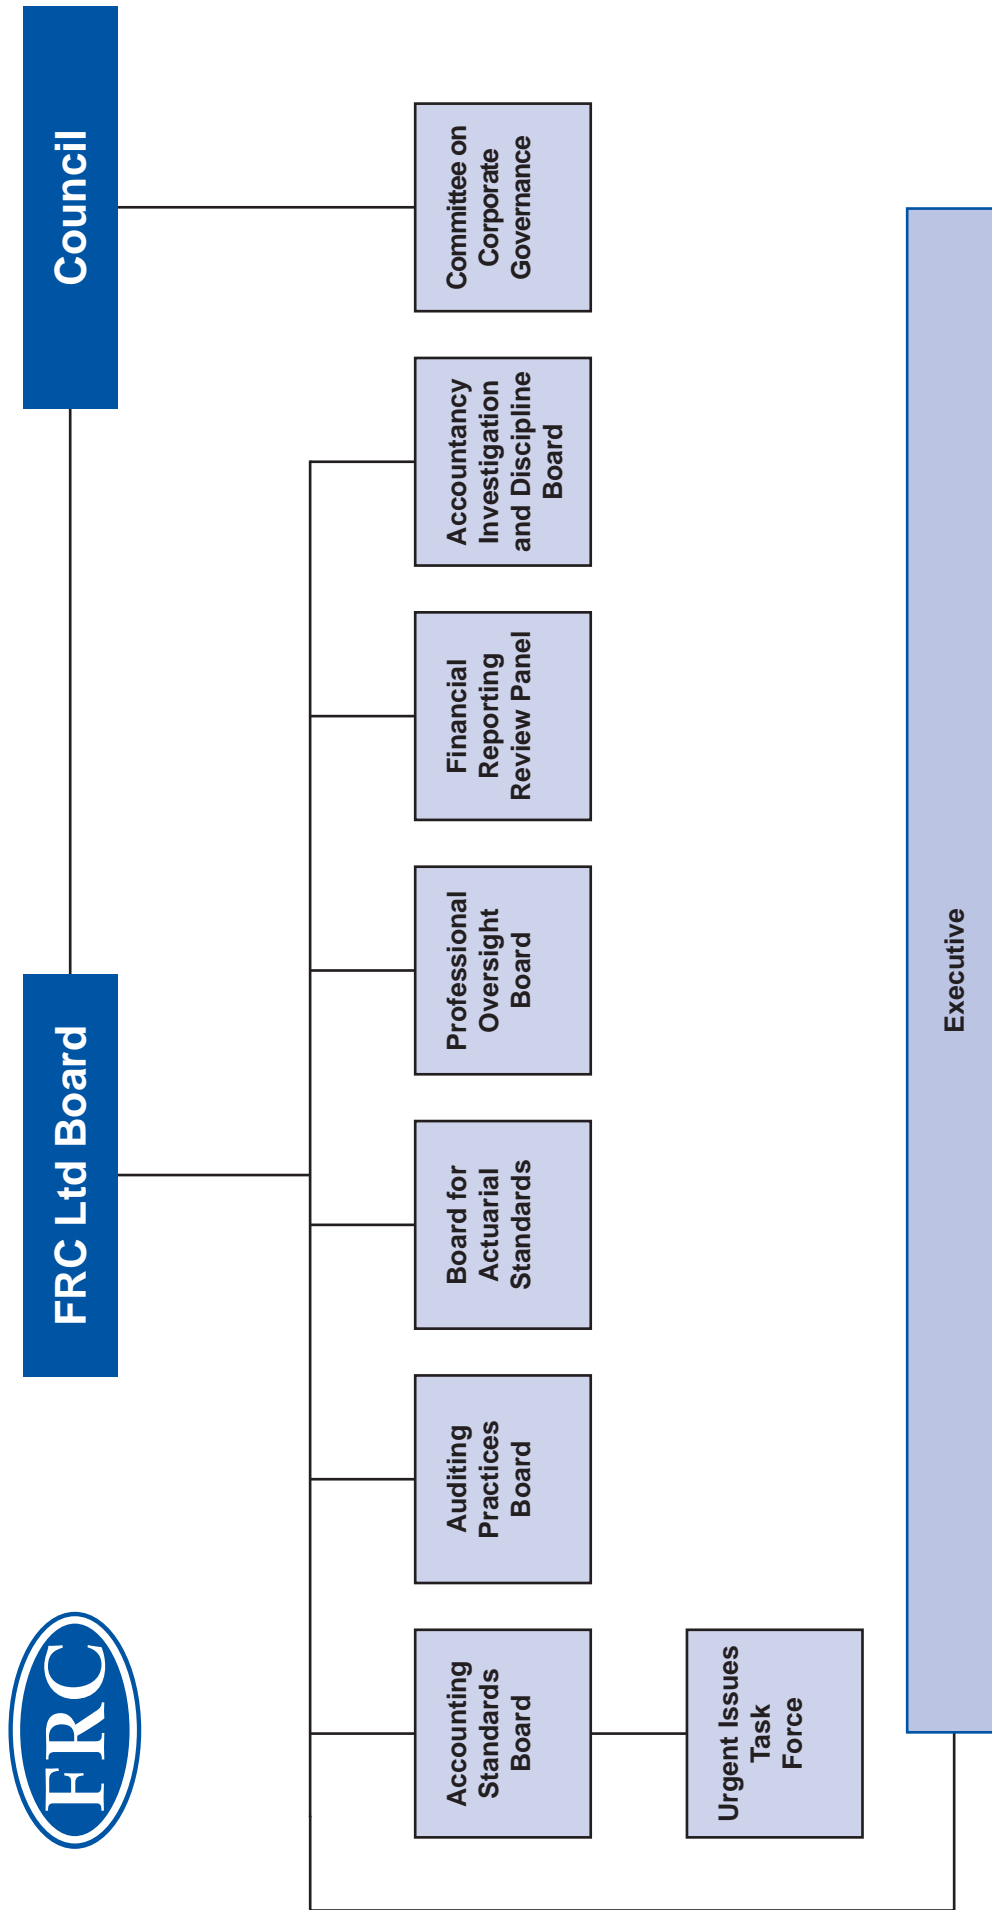 FRC
FRC Ltd Board
Council
Accounting
Standards
Board
Auditing
Practices
Board
Board for
Actuarial
Standards
Professional
Oversight
Board
Financial
Reporting
Review Panel
Accountancy
Investigation
and Discipline
Board
Committee on
Corporate
Governance
Urgent Issues
Task
Force
Executive